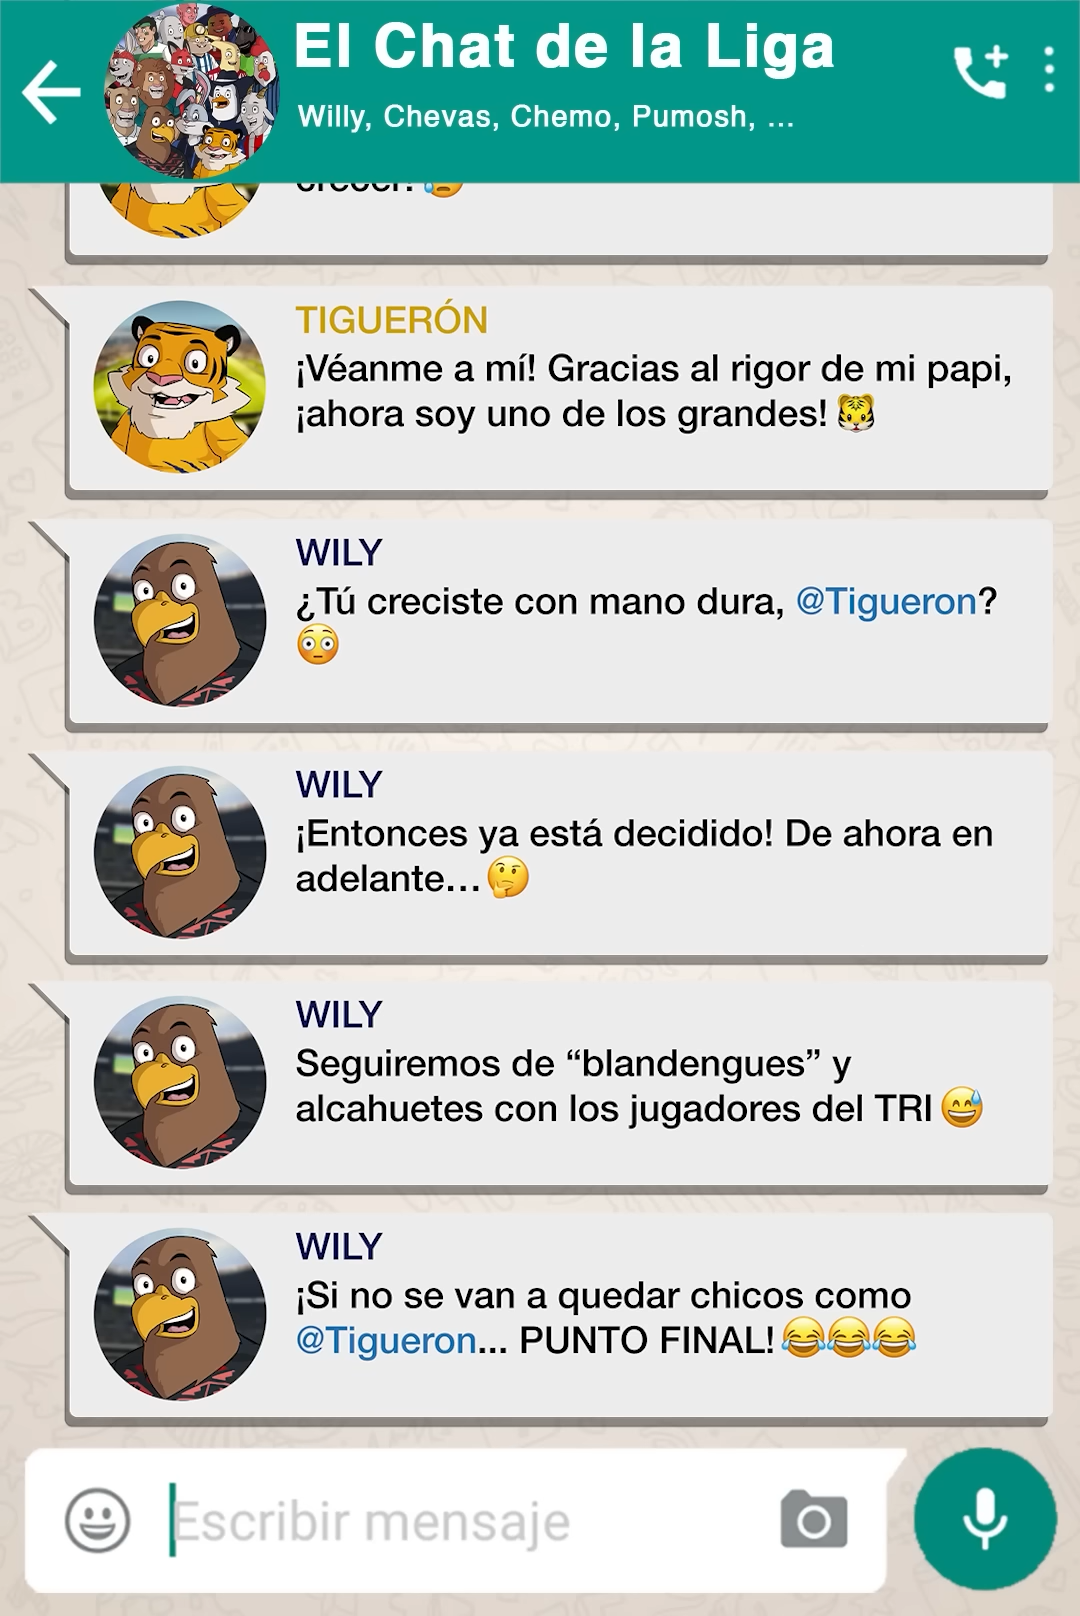 El Chat de la Liga
Willy, Chevas, Chemo, Pumosh, ...
crecer!
TIGUERÓN
¡Véanme a mí! Gracias al rigor de mi papi,
¡ahora soy uno de los grandes! 🐯
WILY
¿Tú creciste con mano dura, @Tigueron?
😳
WILY
¡Entonces ya está decidido! De ahora en
adelante... 🤔
WILY
Seguiremos de “blandengues” y
alcahuetes con los jugadores del TRI 😅
WILY
¡Si no se van a quedar chicos como
@Tigueron... PUNTO FINAL! 😂😂😂
Escribir mensaje